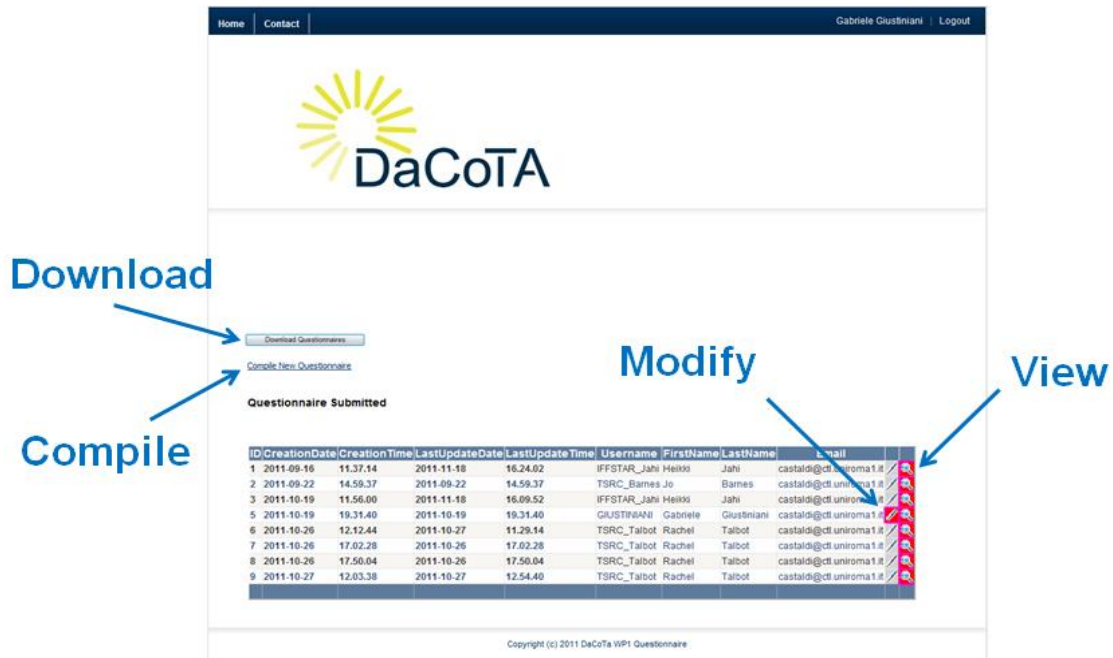 Home Contact Gabriele Giustiniani | Logout
DaCoTA
Download
Download Questionnaires
Modify
View
Compile New Questionnaire
Questionnaire Submitted
Compile
ID CreationDate CreationTime LastUpdateDate LastUpdateTime Username FirstName LastName Email
1 2011-09-16 11.37.14 2011-11-18 16.24.02 IFFSTAR_Jahi Heikki Jahi castaldi@ctl.uniroma1.it
2 2011-09-22 14.59.37 2011-09-22 14.59.37 TSRC_Barnes Jo Barnes castaldi@ctl.uniroma1.it
3 2011-10-19 11.56.00 2011-11-18 16.09.52 IFFSTAR_Jahi Heikki Jahi castaldi@ctl.uniroma1.it
5 2011-10-19 19.31.40 2011-10-19 19.31.40 GIUSTINIANI Gabriele Giustiniani castaldi@ctl.uniroma1.it
6 2011-10-26 12.12.44 2011-10-27 11.29.14 TSRC_Talbot Rachel Talbot castaldi@ctl.uniroma1.it
7 2011-10-26 17.02.28 2011-10-26 17.02.28 TSRC_Talbot Rachel Talbot castaldi@ctl.uniroma1.it
8 2011-10-26 17.50.04 2011-10-26 17.50.04 TSRC_Talbot Rachel Talbot castaldi@ctl.uniroma1.it
9 2011-10-27 12.03.38 2011-10-27 12.54.40 TSRC_Talbot Rachel Talbot castaldi@ctl.uniroma1.it
Copyright (c) 2011 DaCoTa WP1 Questionnaire